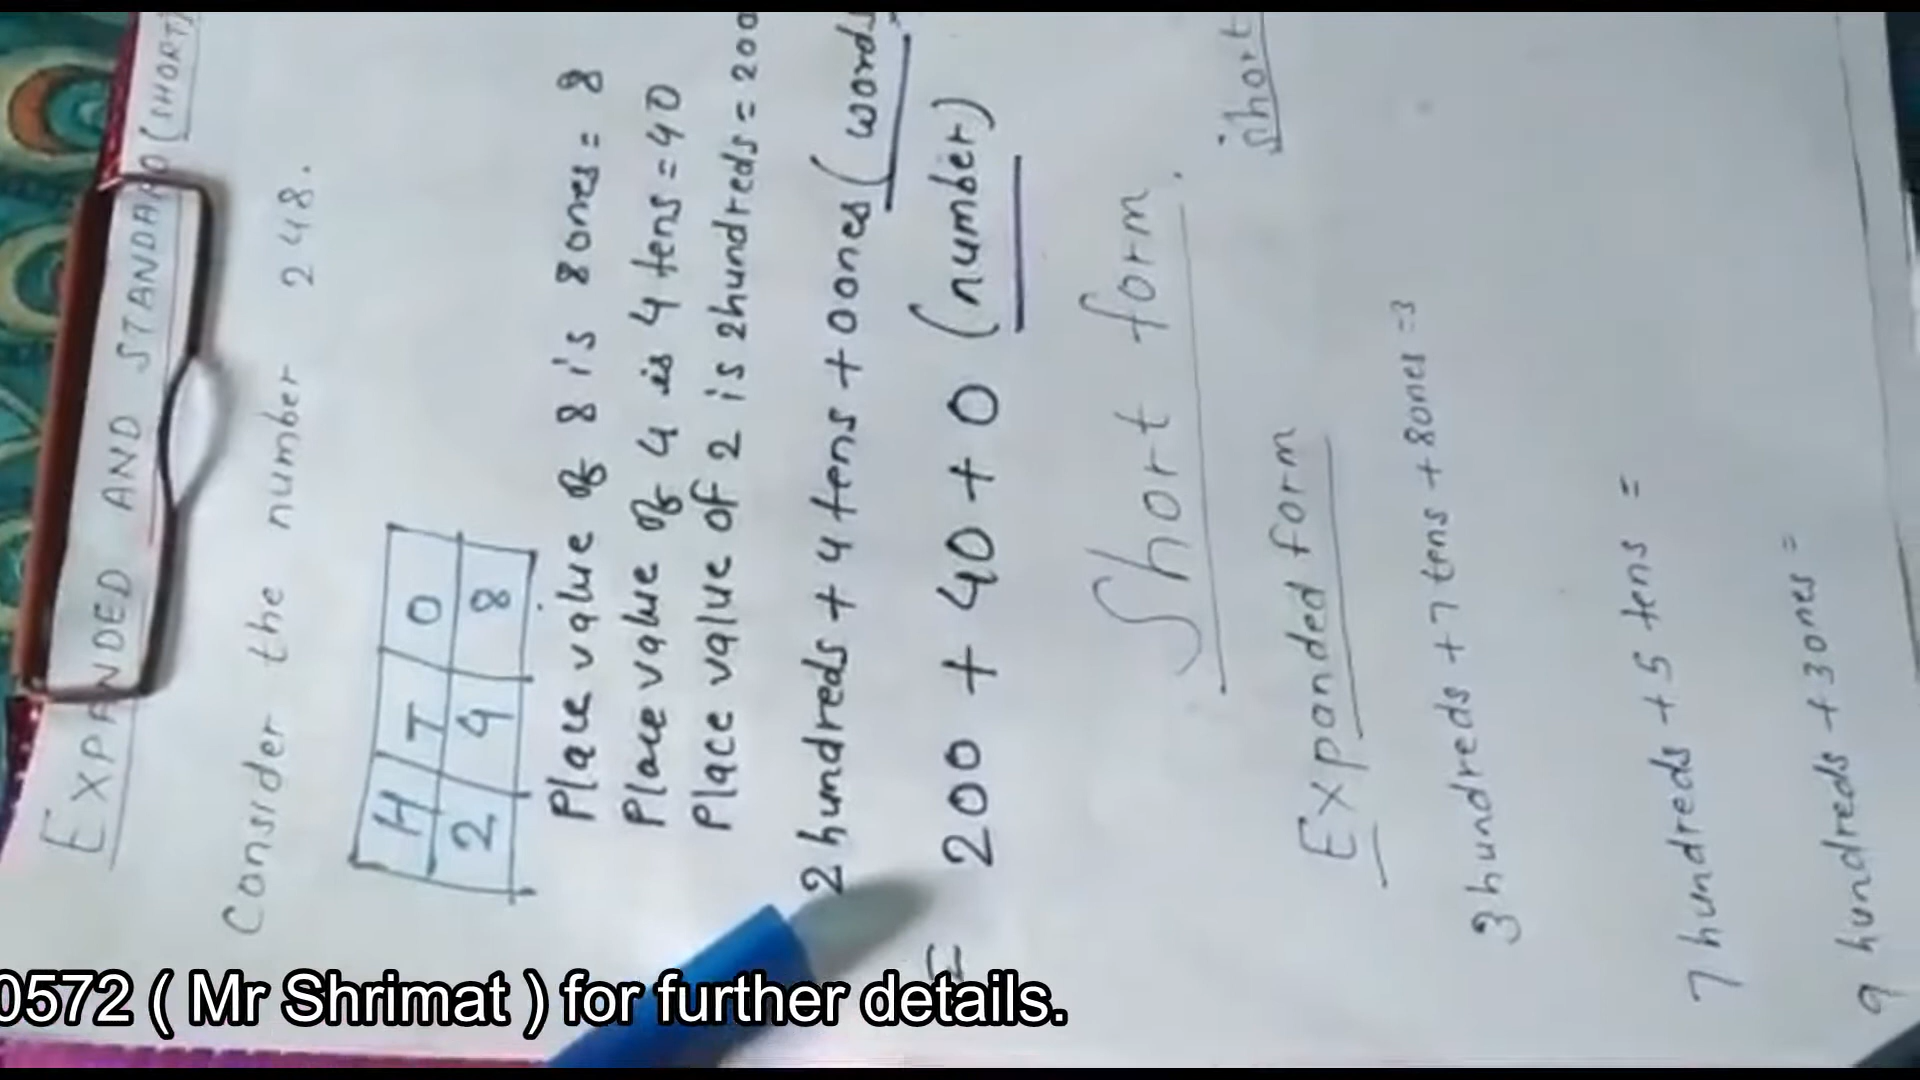 EXPANDED AND STANDARD (SHORT)
Consider the number 248.
H T O
2 4 8
Place value of 8 is 8 ones = 8
Place value of 4 is 4 tens = 40
Place value of 2 is 2 hundreds = 200
2 hundreds + 4 tens + 0 ones (words
= 200 + 40 + 0 (number)
Short form.
Expanded form short
3 hundreds + 7 tens + 8 ones = 3
7 hundreds + 5 tens =
9 hundreds + 3 ones =
0572 ( Mr Shrimat ) for further details.